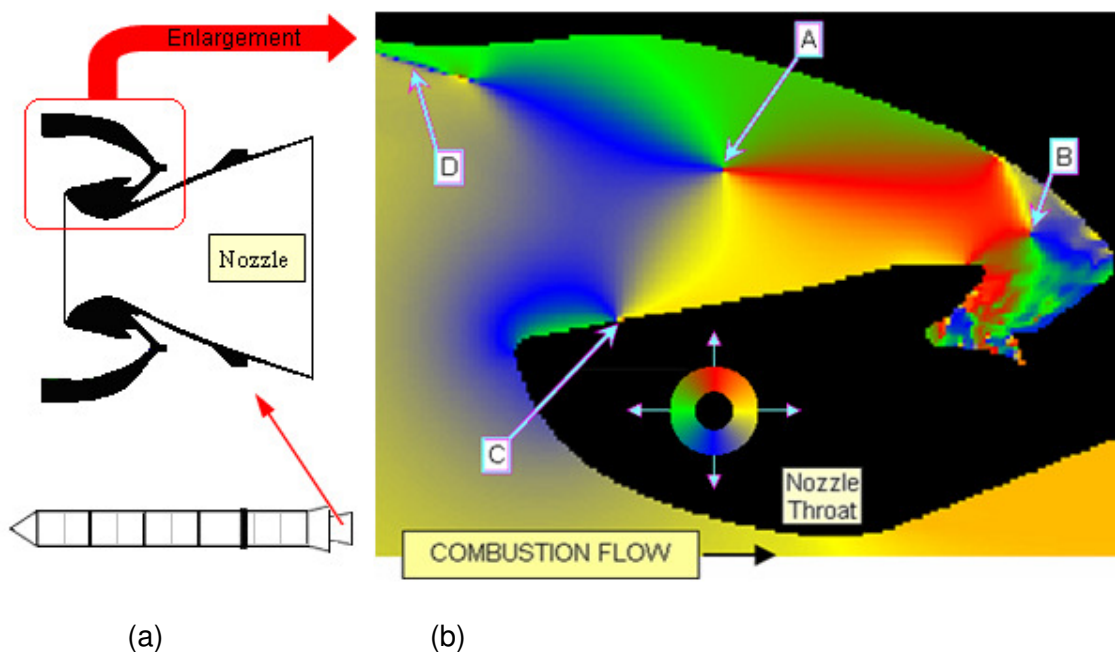 Enlargement
Nozzle
A
B
D
C
Nozzle
Throat
COMBUSTION FLOW
(a)
(b)